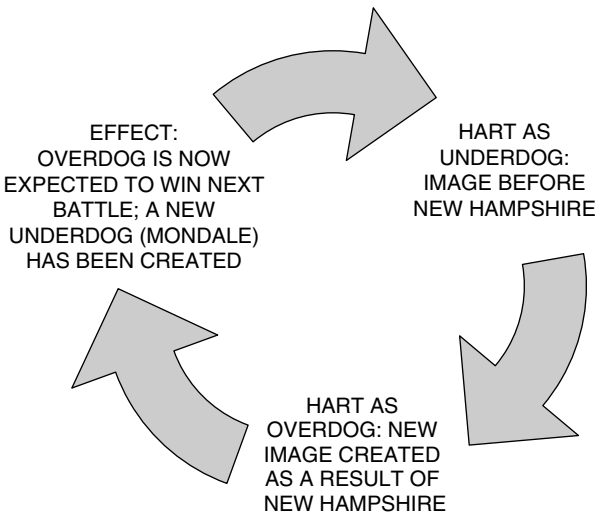 EFFECT:
OVERDOG IS NOW
EXPECTED TO WIN NEXT
BATTLE; A NEW
UNDERDOG (MONDALE)
HAS BEEN CREATED
HART AS
UNDERDOG:
IMAGE BEFORE
NEW HAMPSHIRE
HART AS
OVERDOG: NEW
IMAGE CREATED
AS A RESULT OF
NEW HAMPSHIRE